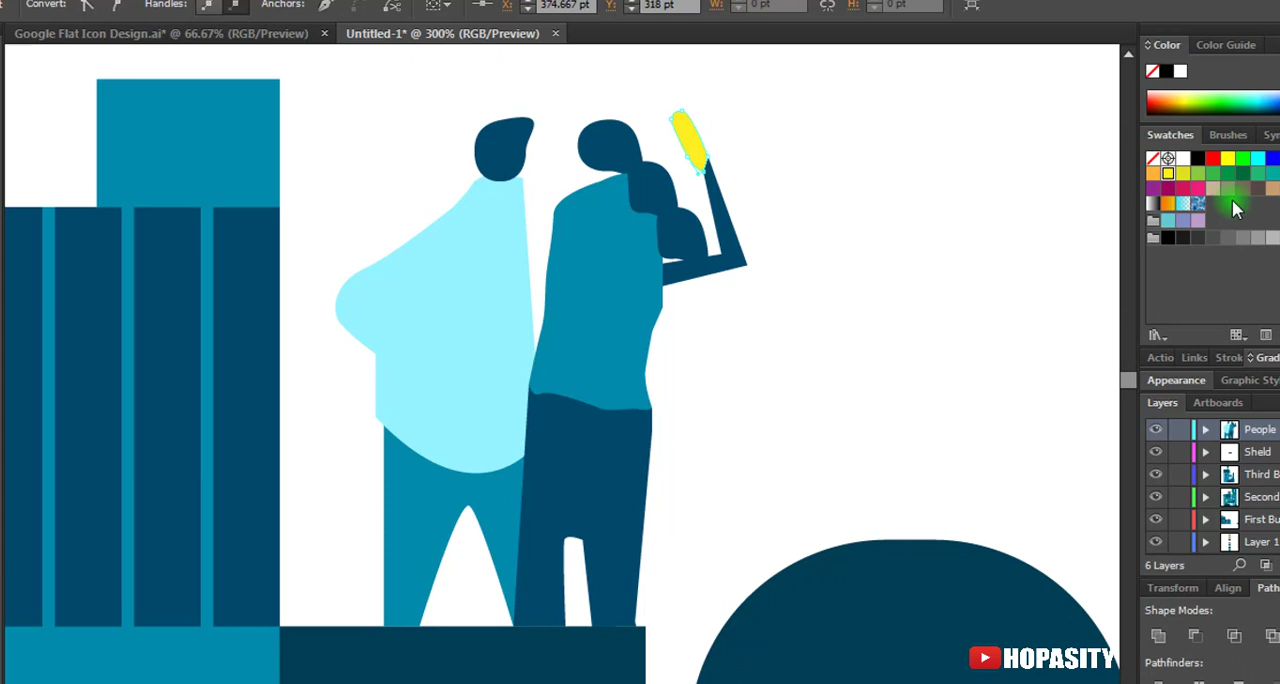 Convert: Handles: Anchors: X: 374.667 pt Y: 318 pt W: 0 pt H: 0 pt
Google Flat Icon Design.ai* @ 66.67% (RGB/Preview) × Untitled-1* @ 300% (RGB/Preview) ×
Color Color Guide
Swatches Brushes Syn
Actio Links Strok Grad
Appearance Graphic Sty
Layers Artboards
People
Sheld
Third B
Second
First Bu
Layer 1
6 Layers
Transform Align Path
Shape Modes:
HOPASITY
Pathfinders: